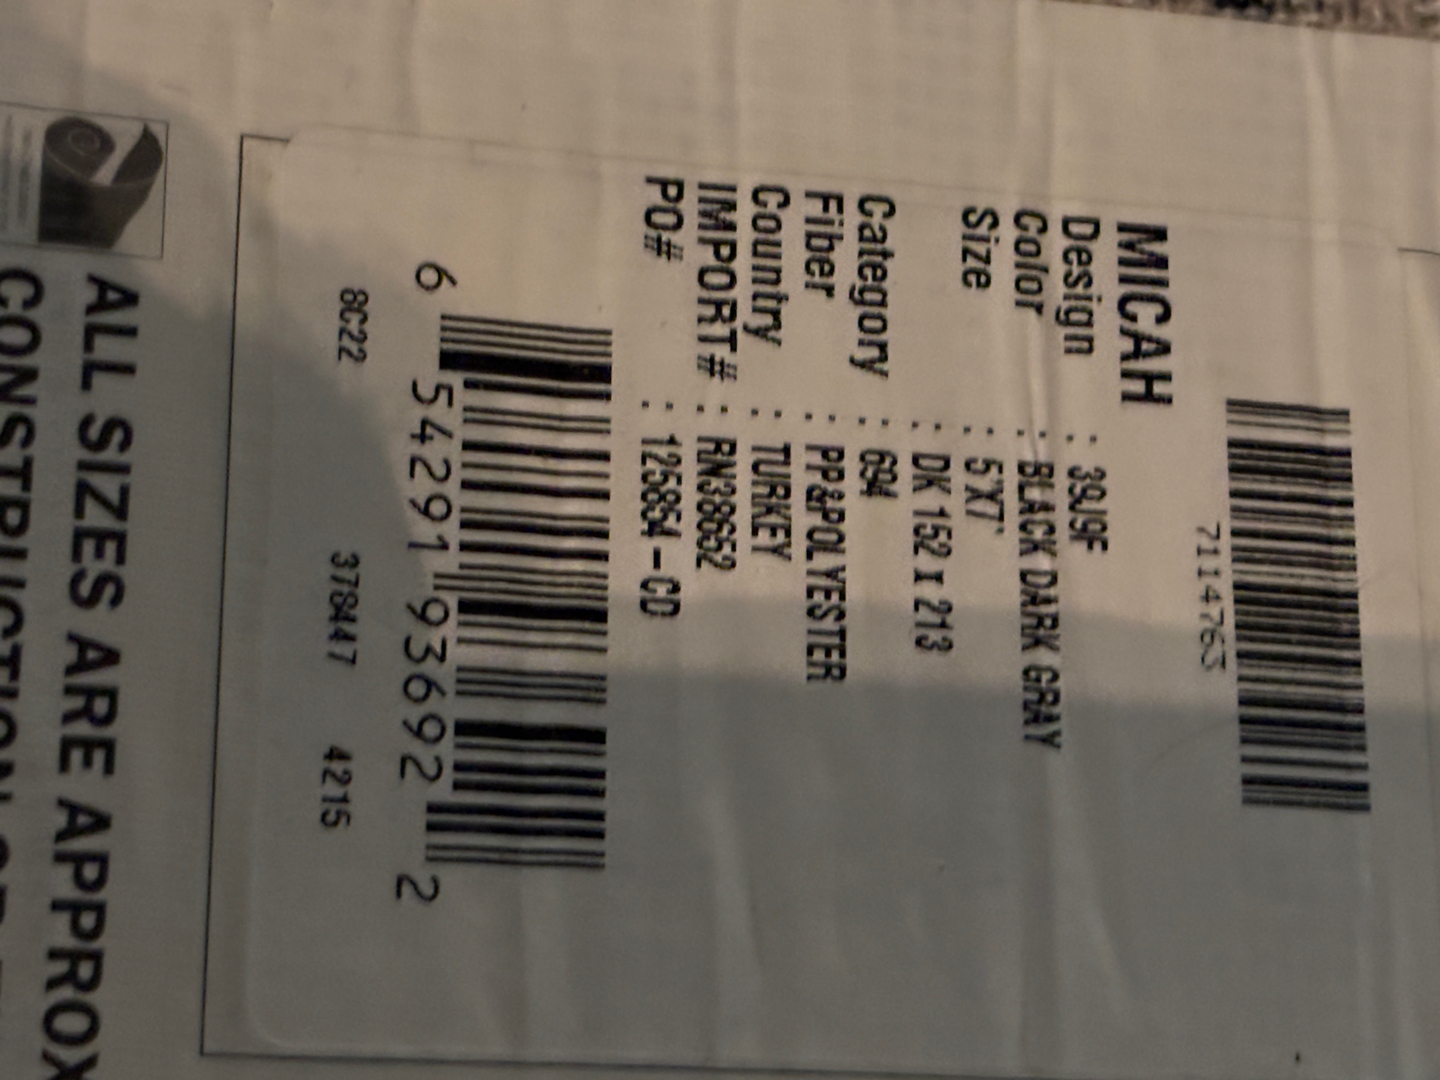 7114763
MICAH
Design : 39J9F
Color : BLACK DARK GRAY
Size : 5'X7'
: DK 152 x 213
Category : 694
Fiber : PP&POLYESTER
Country : TURKEY
IMPORT# : RN38652
PO# : 125854-CD
6 54291 93692 2
8C22 378447 4215
ALL SIZES ARE APPROX